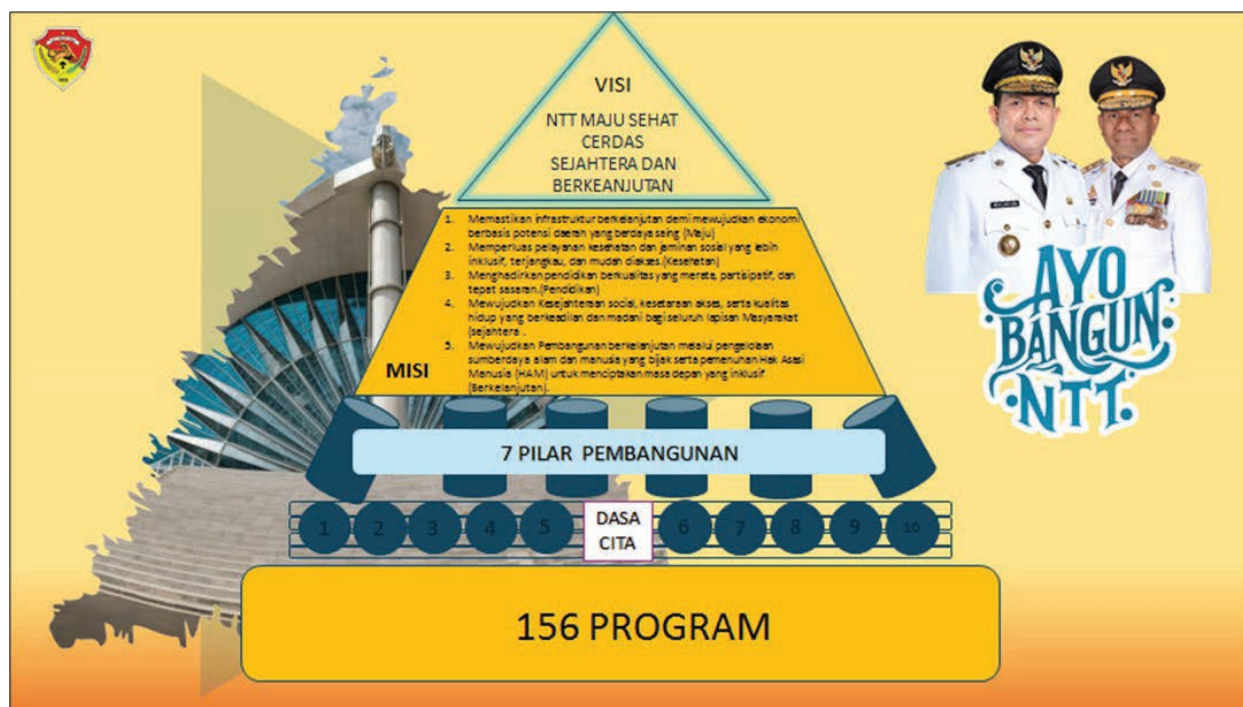 VISI
NTT MAJU SEHAT
CERDAS
SEJAHTERA DAN
BERKEANJUTAN
1. Memastikan infrastruktur berkelanjutan demi mewujudkan ekonomi
berbasis potensi daerah yang berdaya saing (Maju)
2. Memperluas pelayanan kesehatan dan jaminan sosial yang lebih
inklusif, terjangkau, dan mudah diakses.(Kesehatan)
3. Menghadirkan pendidikan berkualitas yang merata, partisipatif, dan
tepat sasaran.(Pendidikan)
4. Mewujudkan Kesejahteraan social, kesetaraan akses, serta kualitas
hidup yang berkeadilan dan madani bagi seluruh lapisan Masyarakat
(sejahtera .
5. Mewujudkan Pembangunan berkelanjutan melalui pengelolaan
sumberdaya alam dan manusia yang bijak serta pemenuhan Hak Asasi
Manusia (HAM) untuk menciptakan masa depan yang inklusif
(Berkelanjutan).
MISI
7 PILAR PEMBANGUNAN
1 2 3 4 5
DASA
CITA
6 7 8 9 10
156 PROGRAM
AYO
BANGUN
NTT